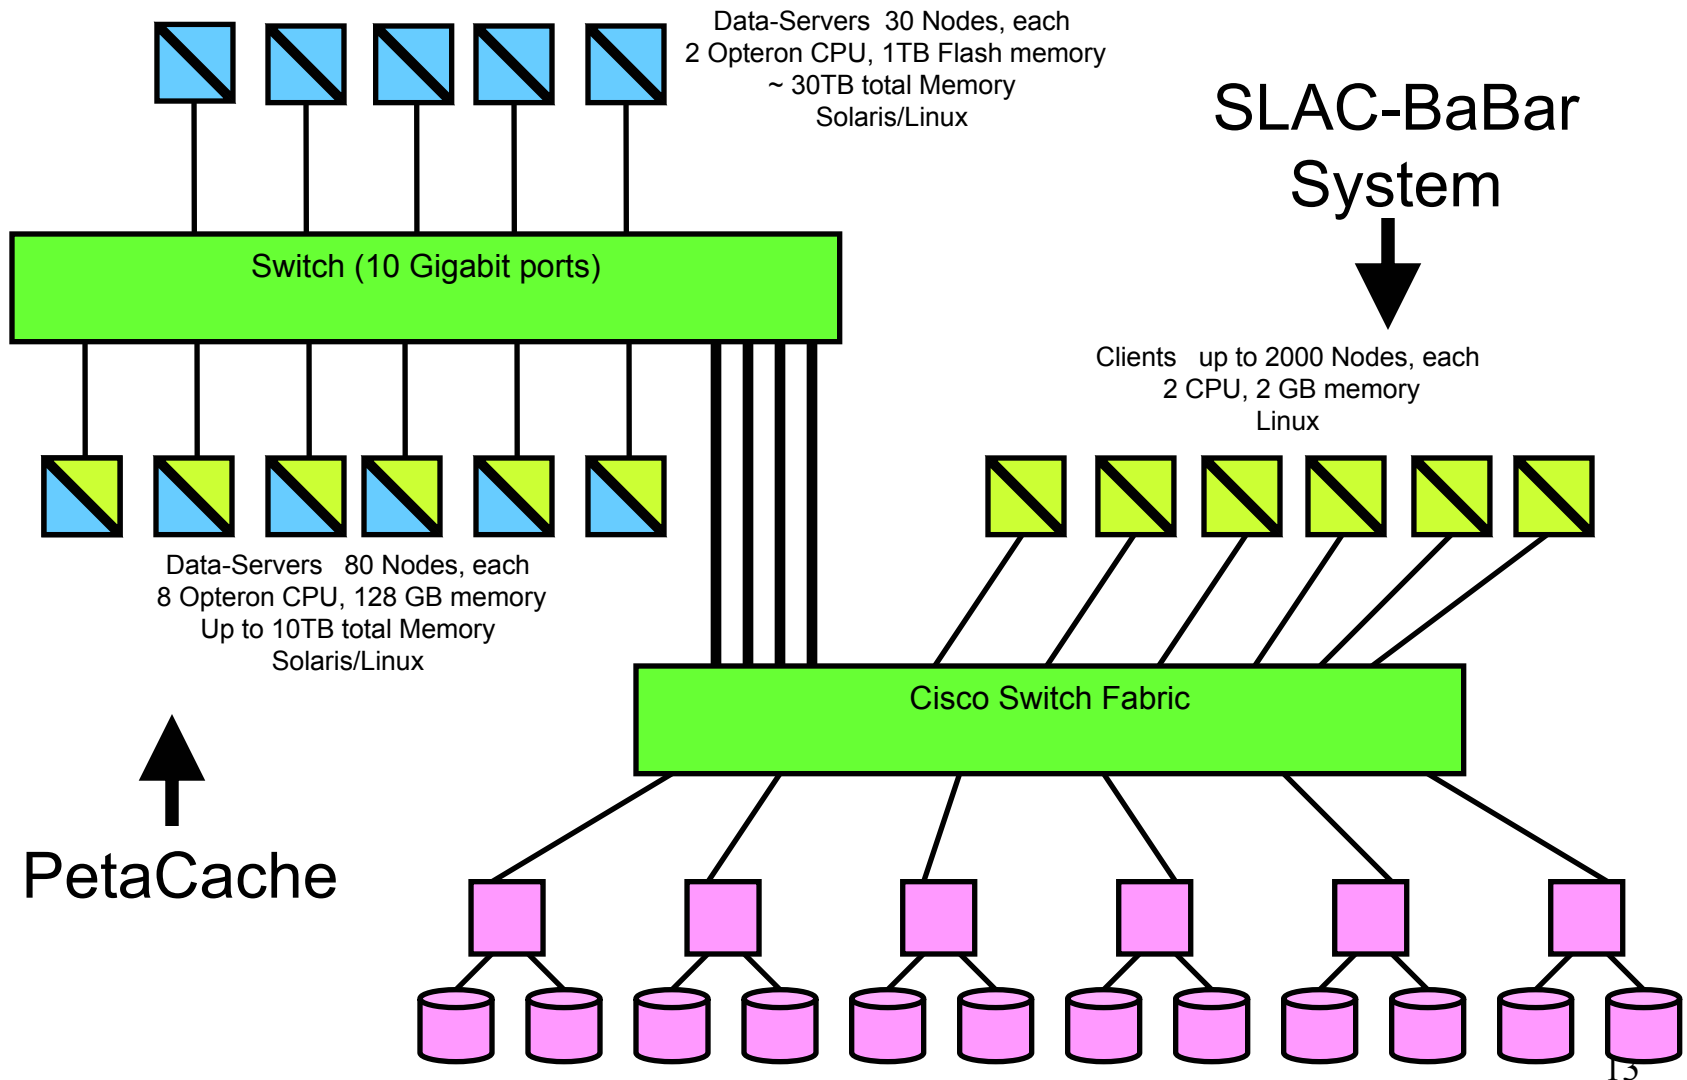 Data-Servers 30 Nodes, each
2 Opteron CPU, 1TB Flash memory
~ 30TB total Memory
Solaris/Linux
SLAC-BaBar
System
Switch (10 Gigabit ports)
Clients up to 2000 Nodes, each
2 CPU, 2 GB memory
Linux
Data-Servers 80 Nodes, each
8 Opteron CPU, 128 GB memory
Up to 10TB total Memory
Solaris/Linux
Cisco Switch Fabric
PetaCache
13